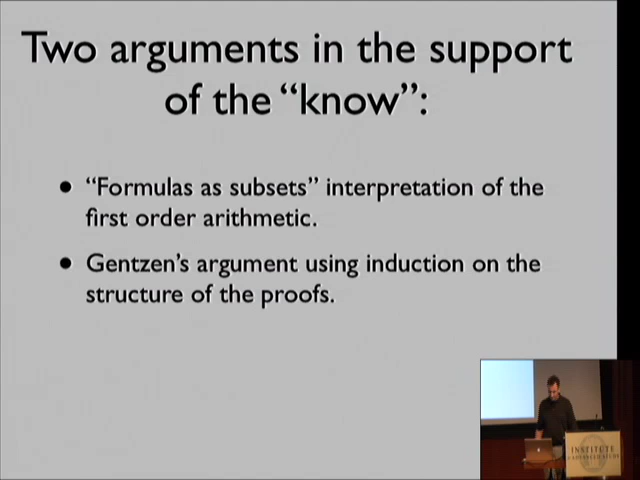 Two arguments in the support
of the “know”:
• “Formulas as subsets” interpretation of the
first order arithmetic.
• Gentzen’s argument using induction on the
structure of the proofs.
INSTITUTE